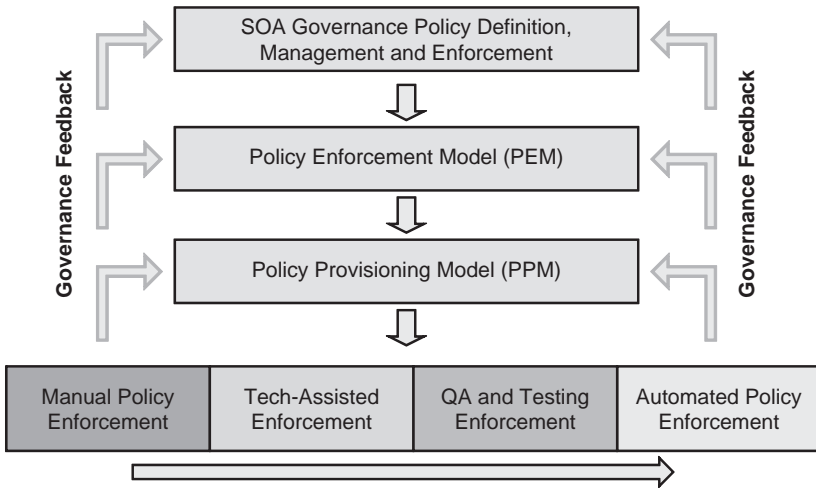 SOA Governance Policy Definition,
Management and Enforcement
Governance Feedback
Governance Feedback
Policy Enforcement Model (PEM)
Policy Provisioning Model (PPM)
Manual Policy
Enforcement
Tech-Assisted
Enforcement
QA and Testing
Enforcement
Automated Policy
Enforcement